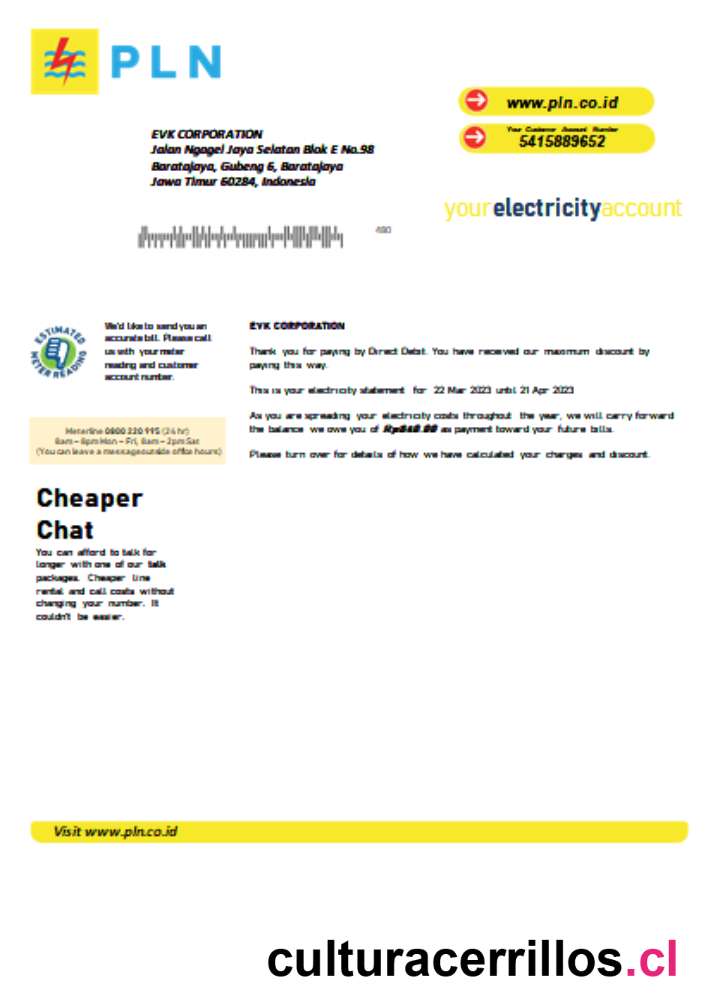 PLN
www.pln.co.id
Your Customer Account Number
5415889652
EVK CORPORATION
Jalan Ngagel Jaya Selatan Blok E No.98
Baratajaya, Gubeng 6, Baratajaya
Jawa Timur 60284, Indonesia
yourelectricityaccount
ESTIMATED
METER READING
We'd like to send you an
accurate bill. Please call
us with your meter
reading and customer
account number.
Meterline 0800 220 995 (24 hr)
8am – 8pm Mon – Fri, 8am – 2pm Sat
(You can leave a message outside office hours)
Cheaper
Chat
You can afford to talk for
longer with one of our talk
packages. Cheaper line
rental and call costs without
changing your number. It
couldn't be easier.
EVK CORPORATION
Thank you for paying by Direct Debit. You have received our maximum discount by
paying this way.
This is your electricity statement for 22 Mar 2023 until 21 Apr 2023
As you are spreading your electricity costs throughout the year, we will carry forward
the balance we owe you of as payment toward your future bills.
Please turn over for details of how we have calculated your charges and discount.
Visit www.pln.co.id
culturacerrillos.cl